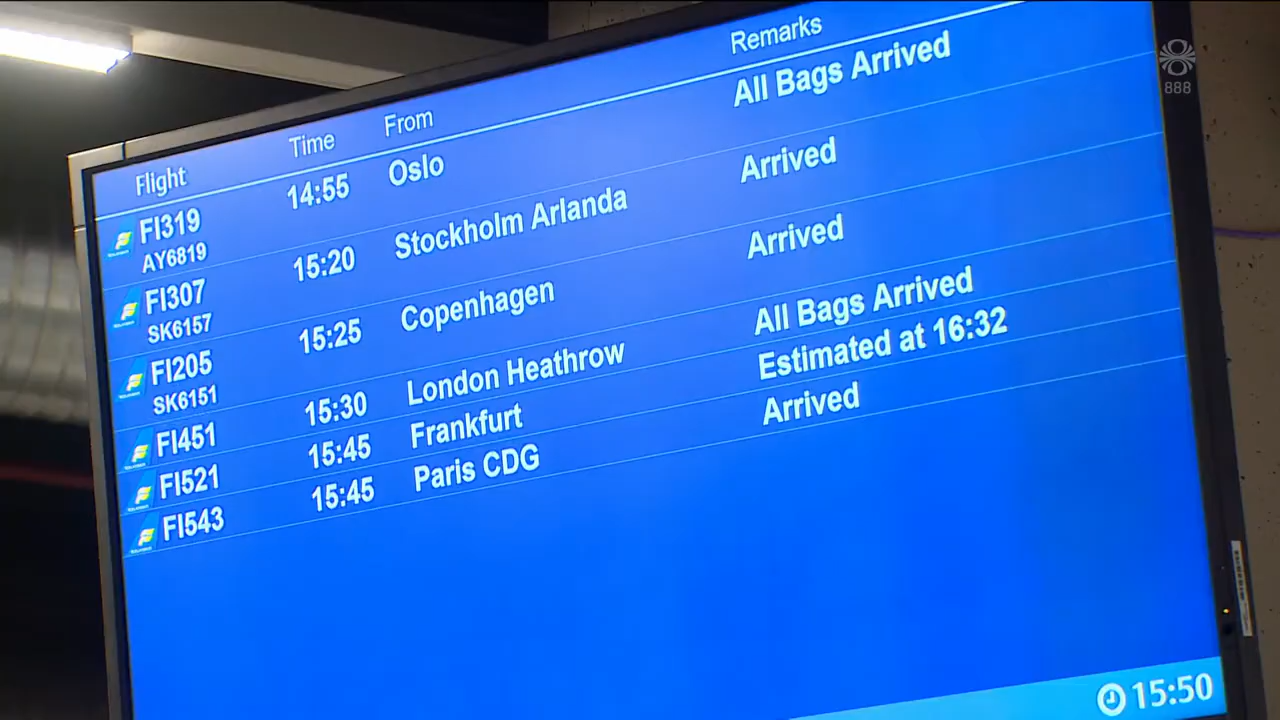 Flight Time From Remarks
FI319 14:55 Oslo All Bags Arrived
AY6819
FI307 15:20 Stockholm Arlanda Arrived
SK6157
FI205 15:25 Copenhagen Arrived
SK6151
FI451 15:30 London Heathrow All Bags Arrived
FI521 15:45 Frankfurt Estimated at 16:32
FI543 15:45 Paris CDG Arrived
15:50
888